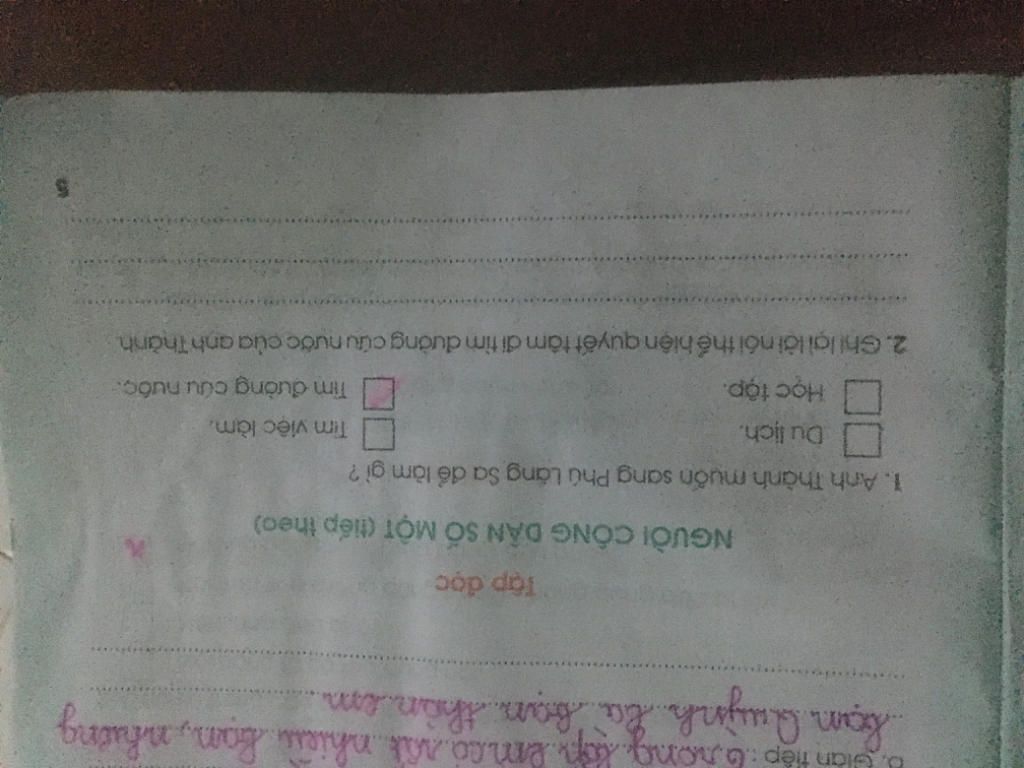 b. Gián tiếp: Trong lớp em có rất nhiều bạn, nhưng
bạn Quỳnh là bạn thân em
Tập đọc
NGƯỜI CÔNG DÂN SỐ MỘT (tiếp theo)
1. Anh Thành muốn sang Phú Lãng Sa để làm gì ?
Du lịch. Tìm việc làm.
Học tập. Tìm đường cứu nước.
2. Ghi lại lời nói thể hiện quyết tâm đi tìm đường cứu nước của anh Thành.
5